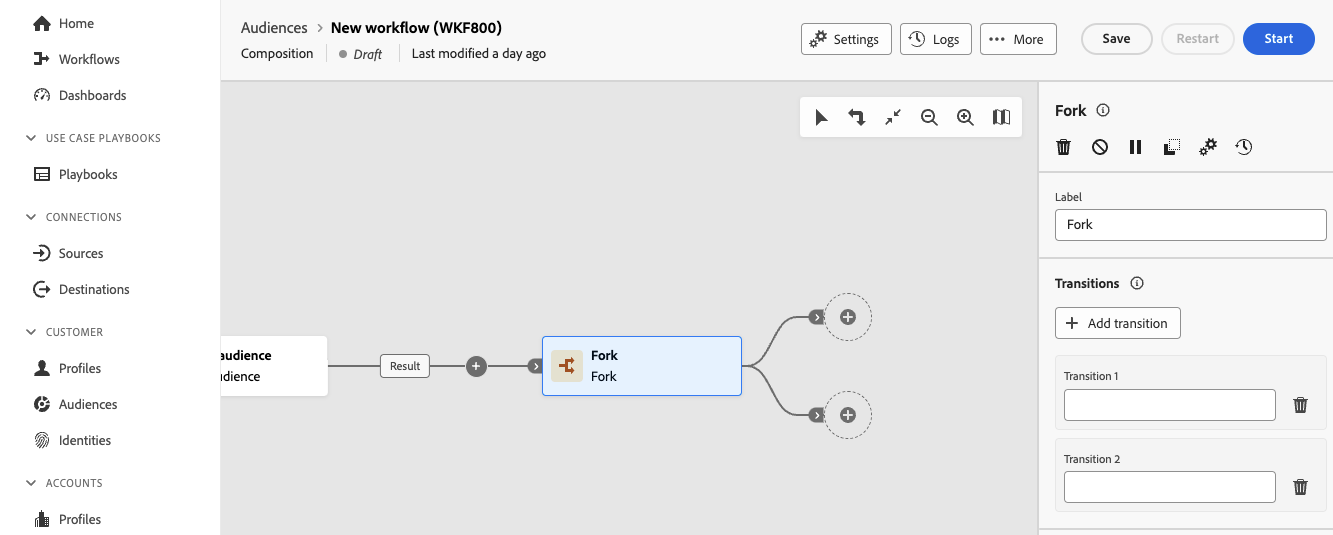 Home
Workflows
Dashboards
USE CASE PLAYBOOKS
Playbooks
CONNECTIONS
Sources
Destinations
CUSTOMER
Profiles
Audiences
Identities
ACCOUNTS
Profiles
Audiences > New workflow (WKF800)
Composition Draft Last modified a day ago
Settings
Logs
More
Save
Restart
Start
audience
Result
Fork
Fork
Fork
Label
Fork
Transitions
Add transition
Transition 1
Transition 2